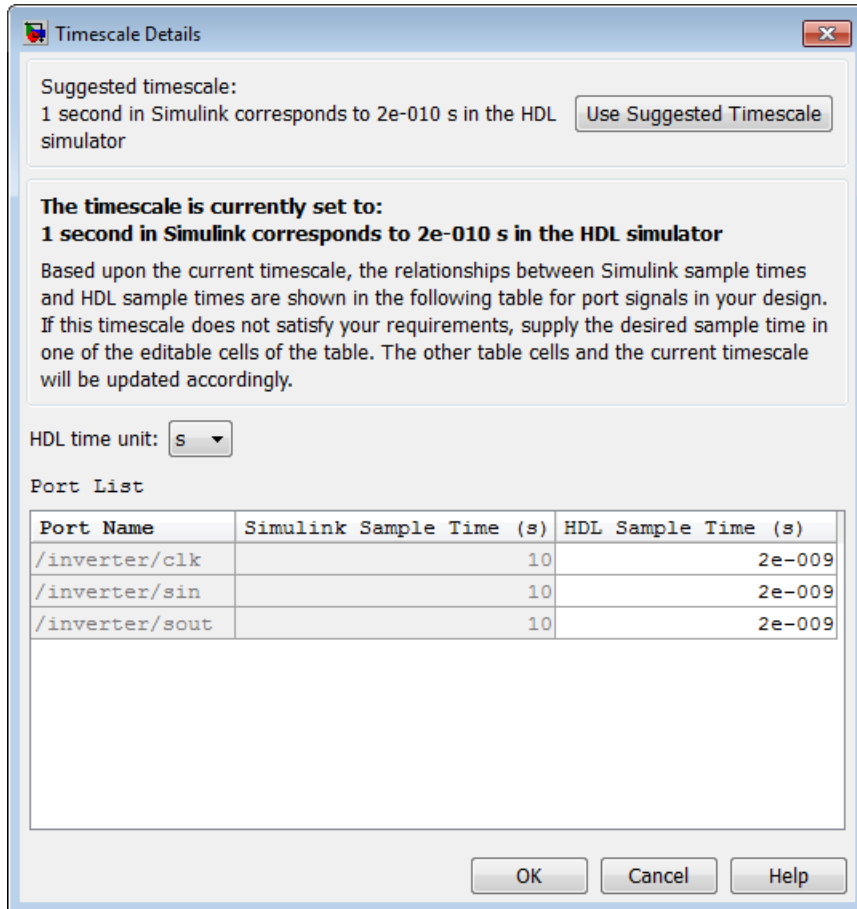 Timescale Details
Suggested timescale:
1 second in Simulink corresponds to 2e-010 s in the HDL
simulator
Use Suggested Timescale
The timescale is currently set to:
1 second in Simulink corresponds to 2e-010 s in the HDL simulator
Based upon the current timescale, the relationships between Simulink sample times
and HDL sample times are shown in the following table for port signals in your design.
If this timescale does not satisfy your requirements, supply the desired sample time in
one of the editable cells of the table. The other table cells and the current timescale
will be updated accordingly.
HDL time unit: s
Port List
Port Name Simulink Sample Time (s) HDL Sample Time (s)
/inverter/clk 10 2e-009
/inverter/sin 10 2e-009
/inverter/sout 10 2e-009
OK Cancel Help